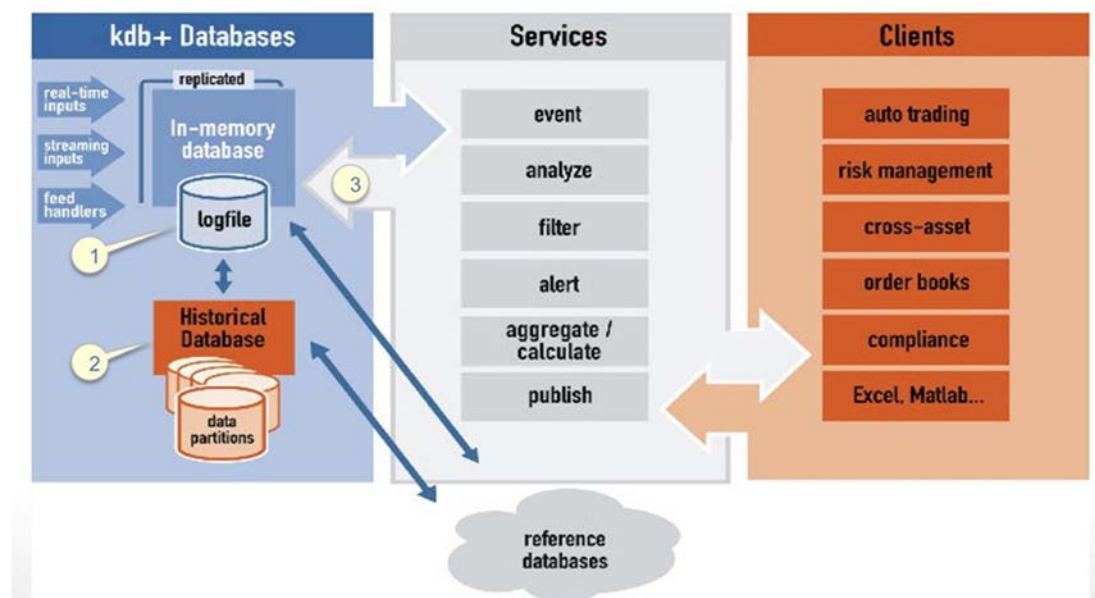 kdb+ Databases
Services
Clients
real-time
inputs
streaming
inputs
feed
handlers
replicated
In-memory
database
logfile
1
Historical
Database
2
data
partitions
3
event
analyze
filter
alert
aggregate /
calculate
publish
auto trading
risk management
cross-asset
order books
compliance
Excel, Matlab...
reference
databases